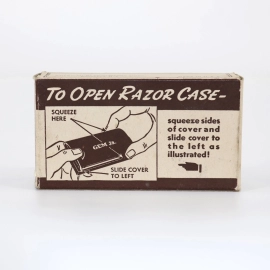 TO OPEN RAZOR CASE-
SQUEEZE
HERE
GEM JR.
SLIDE COVER
TO LEFT
squeeze sides
of cover and
slide cover to
the left as
illustrated!